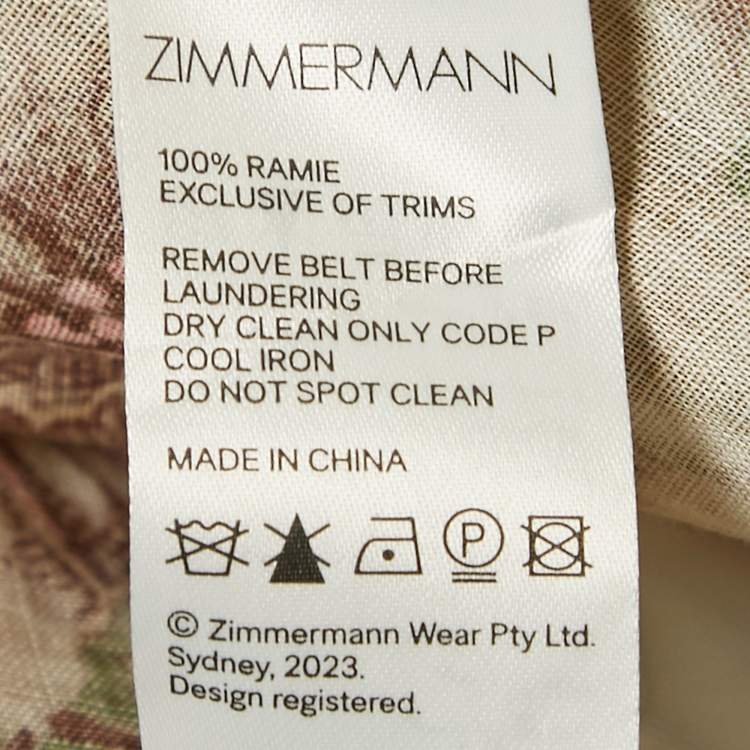 ZIMMERMANN
100% RAMIE
EXCLUSIVE OF TRIMS
REMOVE BELT BEFORE
LAUNDERING
DRY CLEAN ONLY CODE P
COOL IRON
DO NOT SPOT CLEAN
MADE IN CHINA
P
© Zimmermann Wear Pty Ltd.
Sydney, 2023.
Design registered.